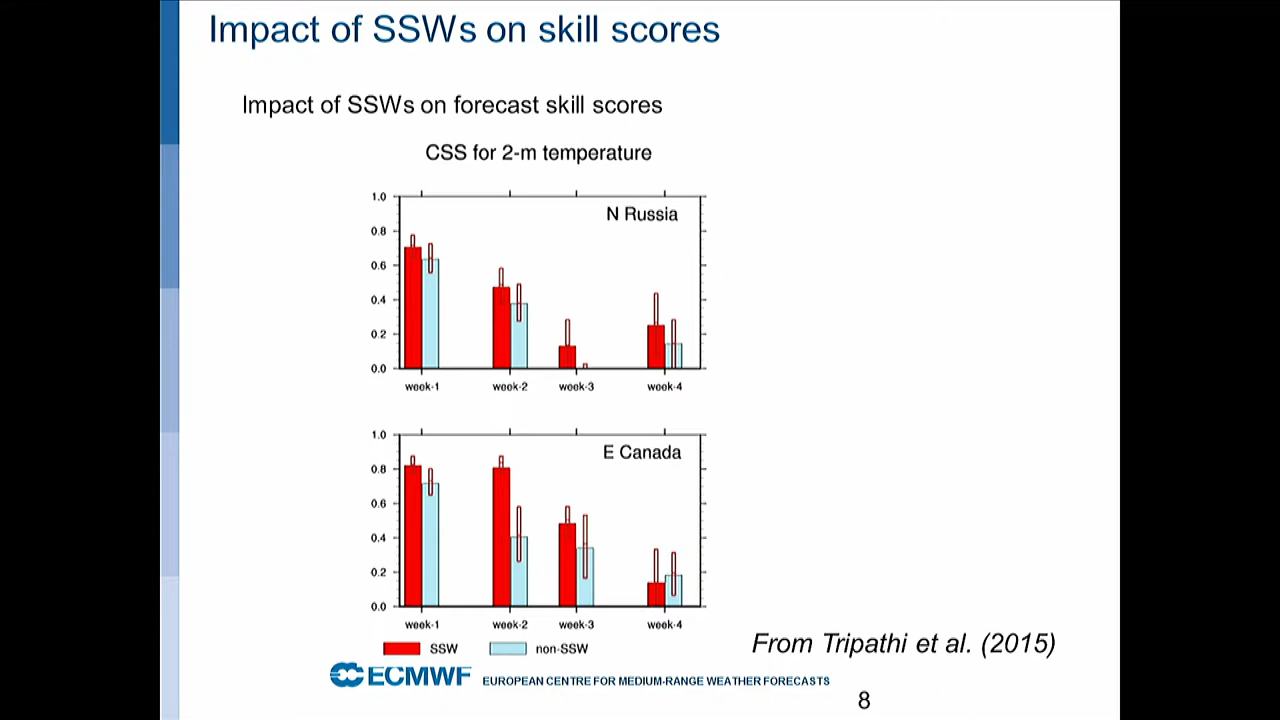 Impact of SSWs on skill scores
Impact of SSWs on forecast skill scores
CSS for 2-m temperature
N Russia
1.0
0.8
0.6
0.4
0.2
0.0
week-1 week-2 week-3 week-4
E Canada
1.0
0.8
0.6
0.4
0.2
0.0
week-1 week-2 week-3 week-4
SSW non-SSW
From Tripathi et al. (2015)
ECMWF EUROPEAN CENTRE FOR MEDIUM-RANGE WEATHER FORECASTS
8